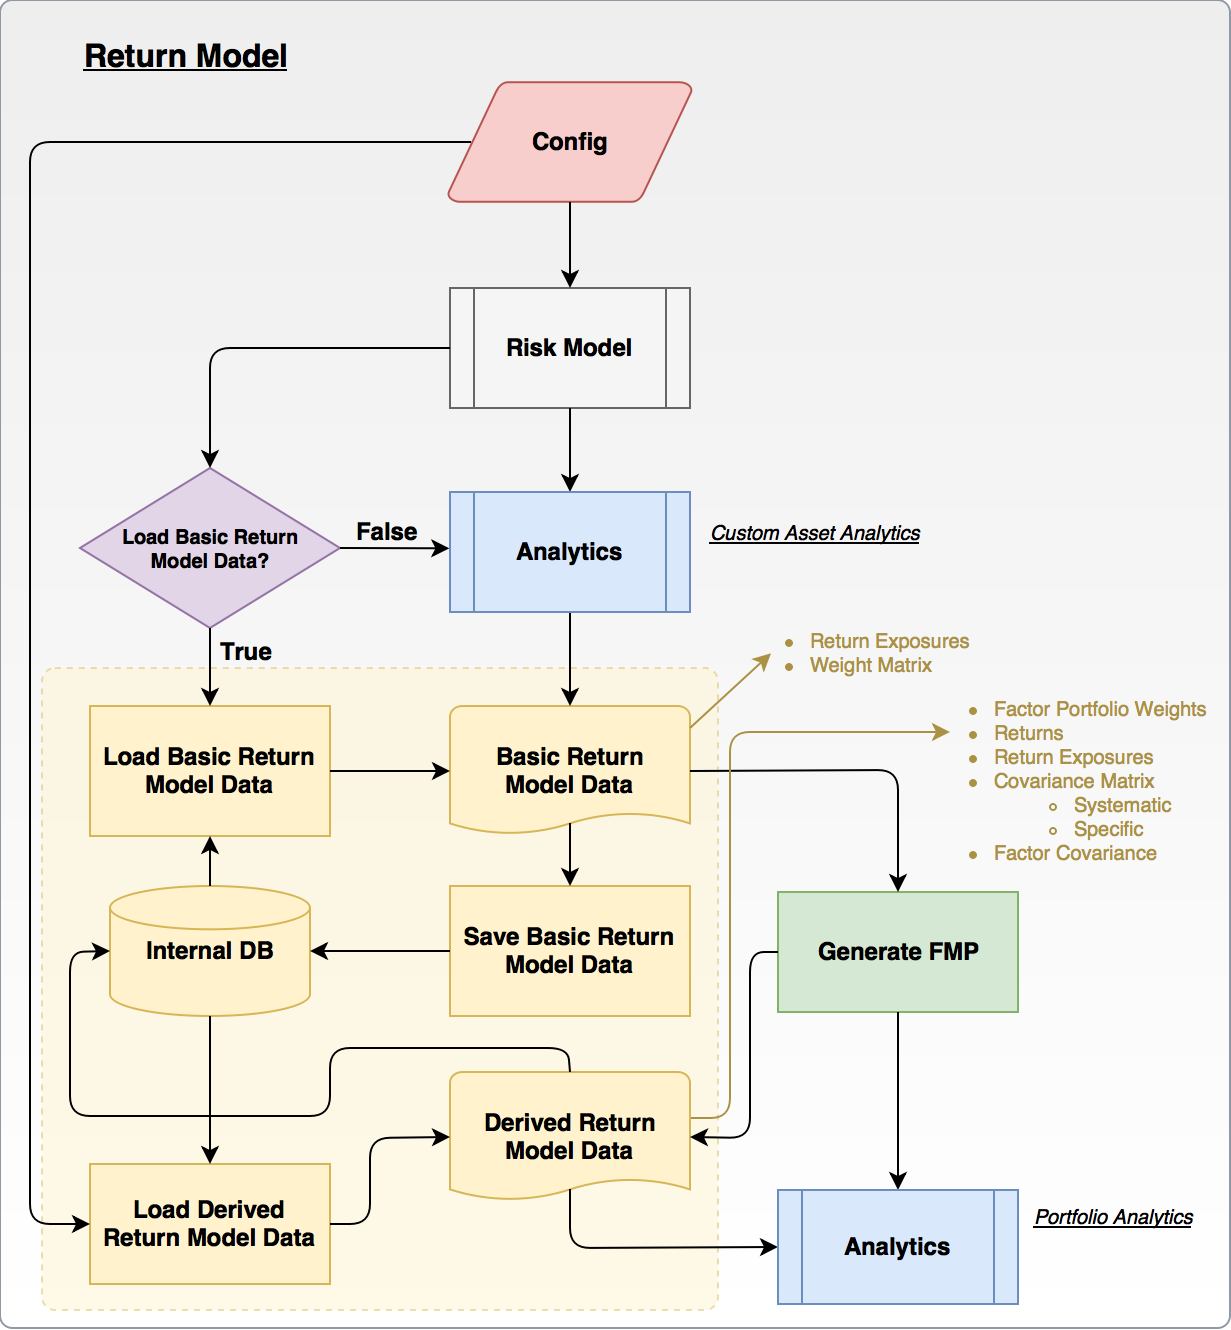 Return Model
Config
Risk Model
Load Basic Return
Model Data?
False
Analytics
Custom Asset Analytics
True
Return Exposures
Weight Matrix
Load Basic Return
Model Data
Basic Return
Model Data
Factor Portfolio Weights
Returns
Return Exposures
Covariance Matrix
Systematic
Specific
Factor Covariance
Internal DB
Save Basic Return
Model Data
Generate FMP
Derived Return
Model Data
Load Derived
Return Model Data
Analytics
Portfolio Analytics